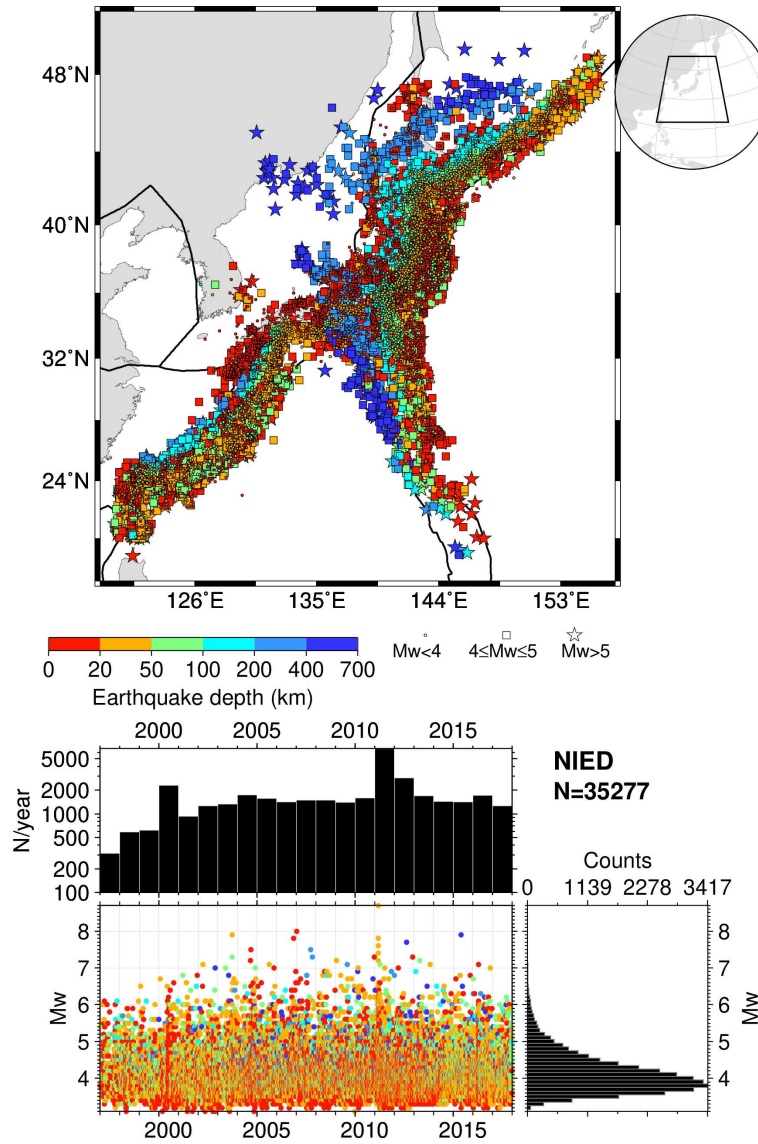 48˚N
40˚N
32˚N
24˚N
126˚E 135˚E 144˚E 153˚E
0 20 50 100 200 400 700
Earthquake depth (km)
Mw<4 4≤Mw≤5 Mw>5
2000 2005 2010 2015
5000
2000
1000
500
200
100
N/year
NIED
N=35277
Counts
0 1139 2278 3417
8
7
6
5
4
Mw
2000 2005 2010 2015
8
7
6
5
4
Mw